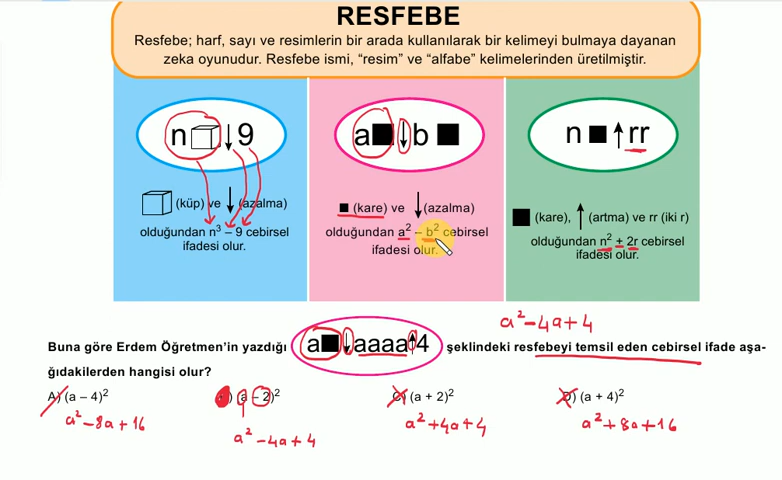 RESFEBE
Resfebe; harf, sayı ve resimlerin bir arada kullanılarak bir kelimeyi bulmaya dayanan
zeka oyunudur. Resfebe ismi, “resim” ve “alfabe” kelimelerinden üretilmiştir.
n ↓ 9
(küp) ve ↓ (azalma)
olduğundan n³ – 9 cebirsel
ifadesi olur.
a■↓b ■
■ (kare) ve ↓(azalma)
olduğundan a² – b² cebirsel
ifadesi olur.
n ■↑rr
■ (kare), ↑ (artma) ve rr (iki r)
olduğundan n² + 2r cebirsel
ifadesi olur.
a²-4a+4
Buna göre Erdem Öğretmen’in yazdığı a■↓aaaa↑4 şeklindeki resfebeyi temsil eden cebirsel ifade aşa-
ğıdakilerden hangisi olur?
A) (a – 4)² ) (a – 2)² C) (a + 2)² D) (a + 4)²
a²-8a+16 a²-4a+4 a²+4a+4 a²+8a+16